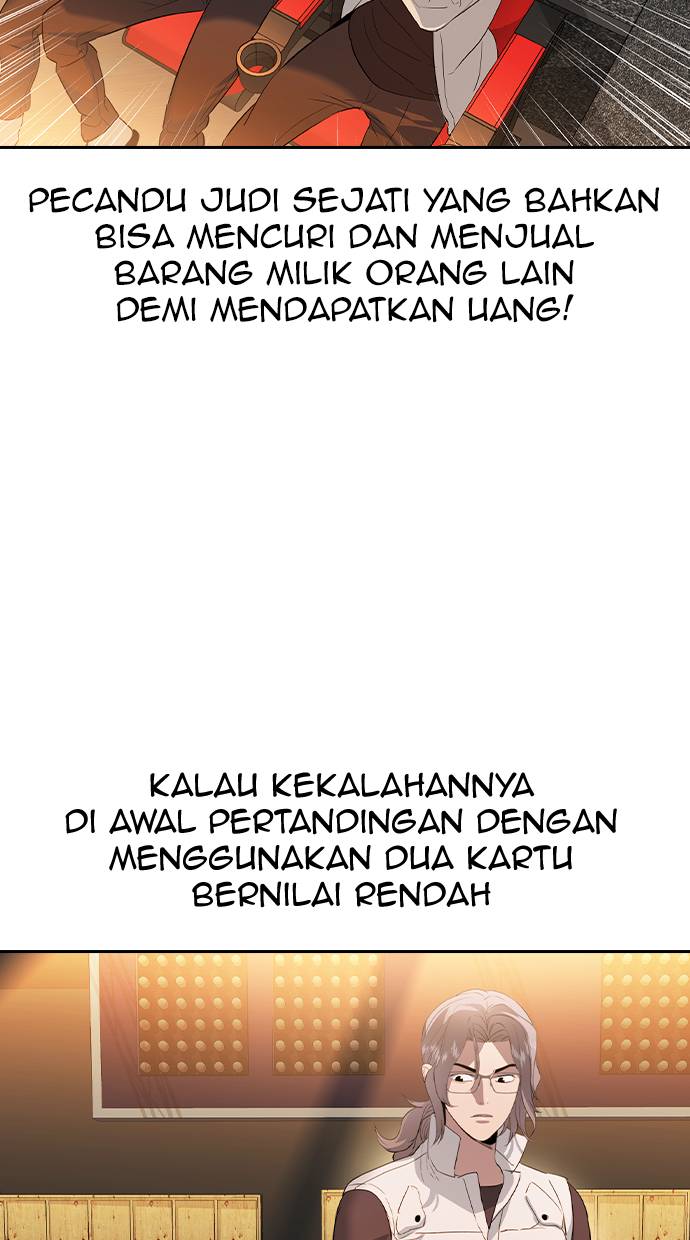 PECANDU JUDI SEJATI YANG BAHKAN
BISA MENCURI DAN MENJUAL
BARANG MILIK ORANG LAIN
DEMI MENDAPATKAN UANG!
KALAU KEKALAHANNYA
DI AWAL PERTANDINGAN DENGAN
MENGGUNAKAN DUA KARTU
BERNILAI RENDAH